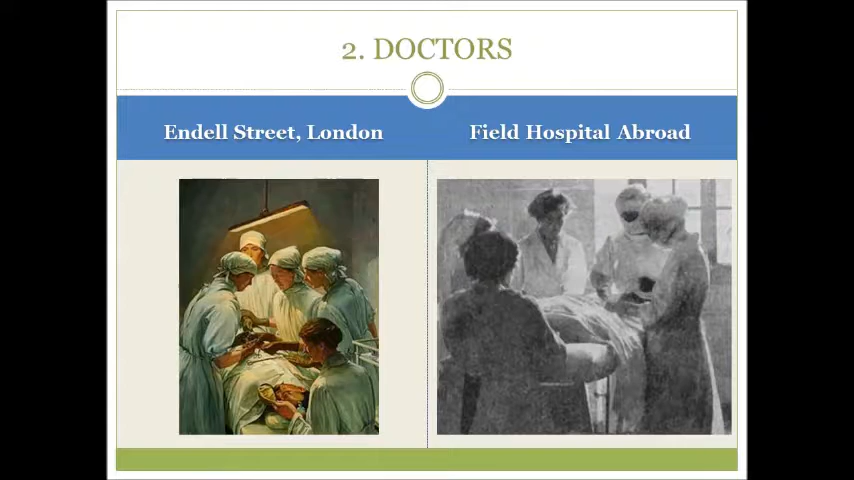 2. DOCTORS
Endell Street, London
Field Hospital Abroad